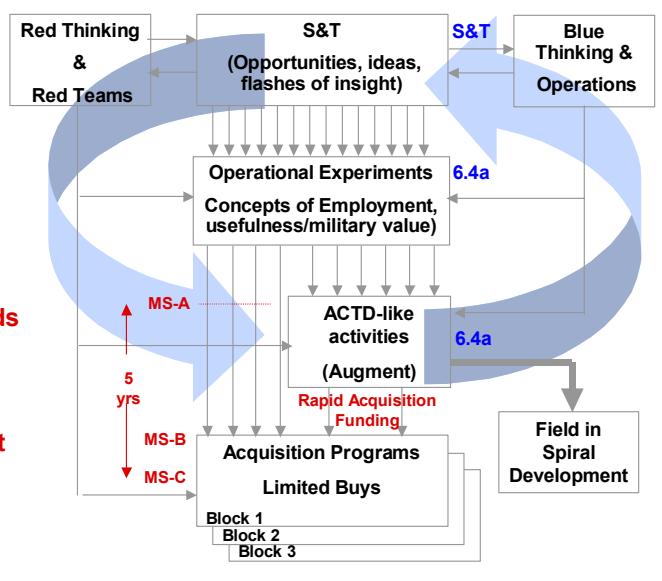 Red Thinking
&
Red Teams
S&T
(Opportunities, ideas,
flashes of insight)
S&T
Blue
Thinking &
Operations
Operational Experiments
Concepts of Employment,
usefulness/military value)
6.4a
MS-A
ds
ACTD-like
activities
(Augment)
6.4a
5
yrs
Rapid Acquisition
Funding
MS-B
t
MS-C
Acquisition Programs
Limited Buys
Block 1
Block 2
Block 3
Field in
Spiral
Development